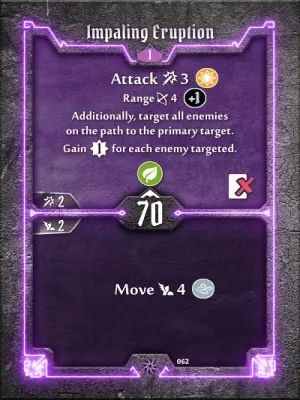 Impaling Eruption
1
Attack 3
Range 4 +1
Additionally, target all enemies
on the path to the primary target.
Gain 1 for each enemy targeted.
2
70
2
Move 4
062